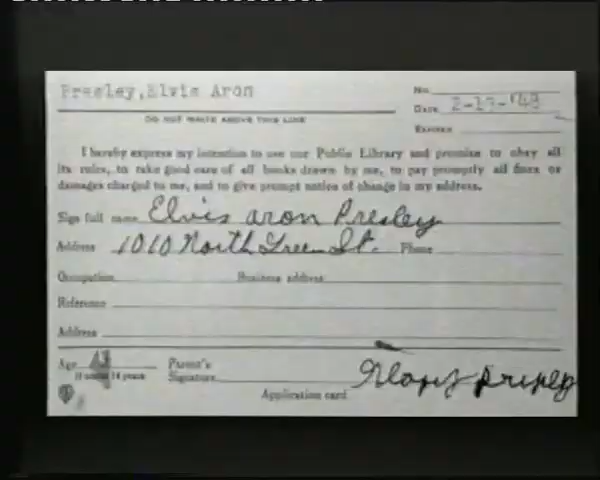 Presley, Elvis Aron
No.
DO NOT WRITE ABOVE THIS LINE
Date 2-13-'48
Expires
I hereby express my intention to use our Public Library and promise to obey all
its rules, to take good care of all books drawn by me, to pay promptly all fines or
damages charged to me, and to give prompt notice of change in my address.
Sign full name Elvis aron Presley
Address 1010 North Green St. Phone
Occupation Business address
Reference
Address
Age 13 Parent's
If under 14 years Signature
Application card